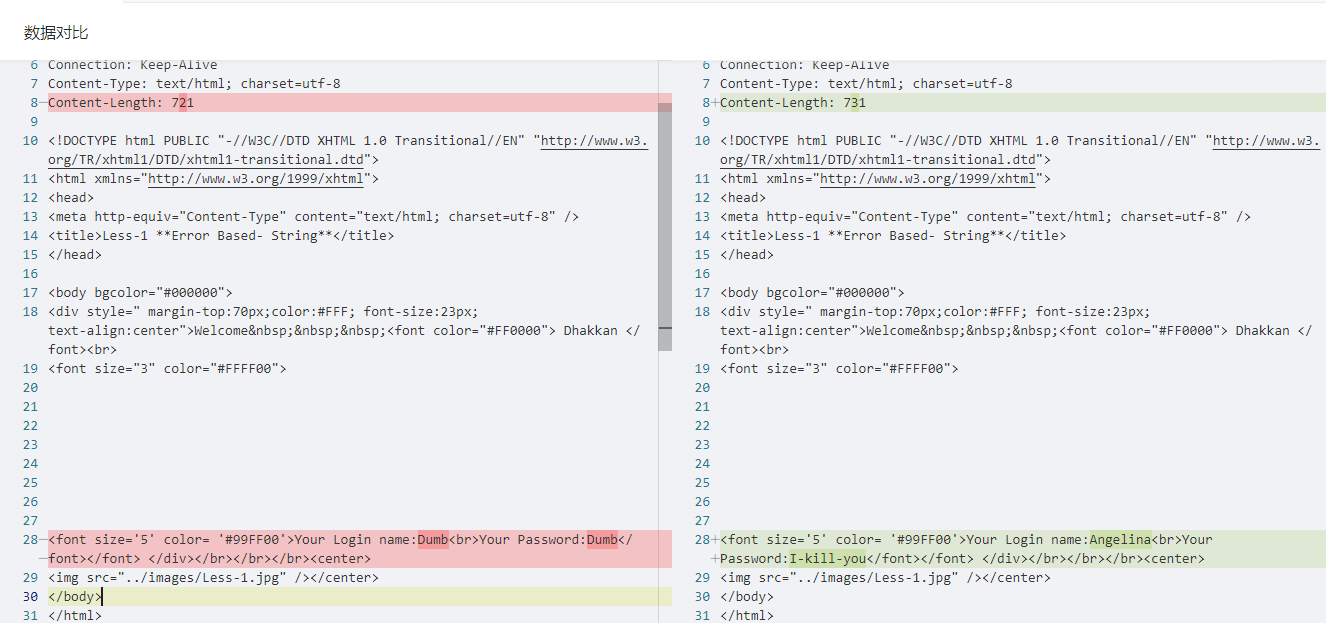 数据对比
6 Connection: Keep-Alive
7 Content-Type: text/html; charset=utf-8
8—Content-Length: 721
9
10 <!DOCTYPE html PUBLIC "-//W3C//DTD XHTML 1.0 Transitional//EN" "http://www.w3.
org/TR/xhtml1/DTD/xhtml1-transitional.dtd">
11 <html xmlns="http://www.w3.org/1999/xhtml">
12 <head>
13 <meta http-equiv="Content-Type" content="text/html; charset=utf-8" />
14 <title>Less-1 **Error Based- String**</title>
15 </head>
16
17 <body bgcolor="#000000">
18 <div style=" margin-top:70px;color:#FFF; font-size:23px;
text-align:center">Welcome&nbsp;&nbsp;&nbsp;<font color="#FF0000"> Dhakkan </
font><br>
19 <font size="3" color="#FFFF00">
20
21
22
23
24
25
26
27
28—<font size='5' color= '#99FF00'>Your Login name:Dumb<br>Your Password:Dumb</
—font></font> </div></br></br></br><center>
29 <img src="../images/Less-1.jpg" /></center>
30 </body>
31 </html>
6 Connection: Keep-Alive
7 Content-Type: text/html; charset=utf-8
8+Content-Length: 731
9
10 <!DOCTYPE html PUBLIC "-//W3C//DTD XHTML 1.0 Transitional//EN" "http://www.w3.
org/TR/xhtml1/DTD/xhtml1-transitional.dtd">
11 <html xmlns="http://www.w3.org/1999/xhtml">
12 <head>
13 <meta http-equiv="Content-Type" content="text/html; charset=utf-8" />
14 <title>Less-1 **Error Based- String**</title>
15 </head>
16
17 <body bgcolor="#000000">
18 <div style=" margin-top:70px;color:#FFF; font-size:23px;
text-align:center">Welcome&nbsp;&nbsp;&nbsp;<font color="#FF0000"> Dhakkan </
font><br>
19 <font size="3" color="#FFFF00">
20
21
22
23
24
25
26
27
28+<font size='5' color= '#99FF00'>Your Login name:Angelina<br>Your
+Password:I-kill-you</font></font> </div></br></br></br><center>
29 <img src="../images/Less-1.jpg" /></center>
30 </body>
31 </html>